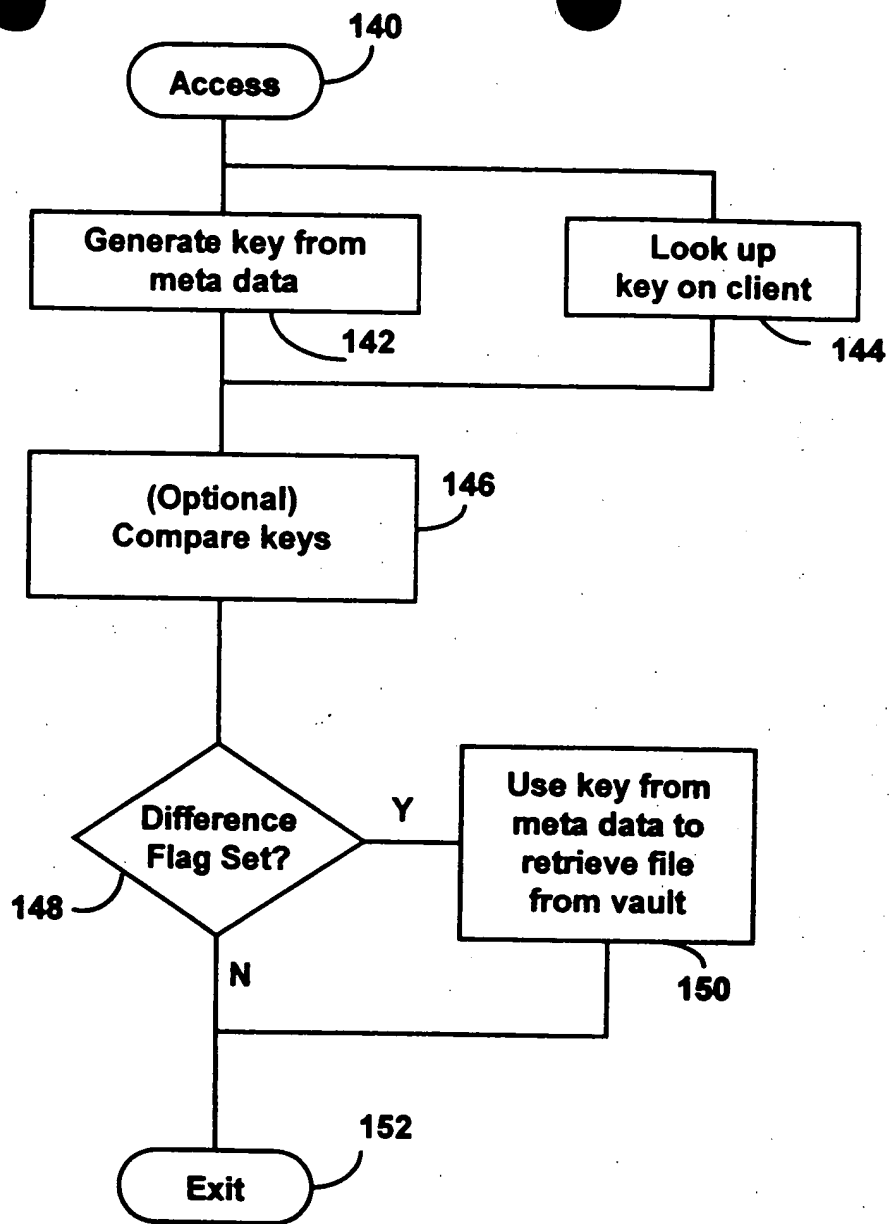 140
Access
Generate key from
meta data
142
Look up
key on client
144
(Optional)
Compare keys
146
Difference
Flag Set?
148
Y
N
Use key from
meta data to
retrieve file
from vault
150
152
Exit